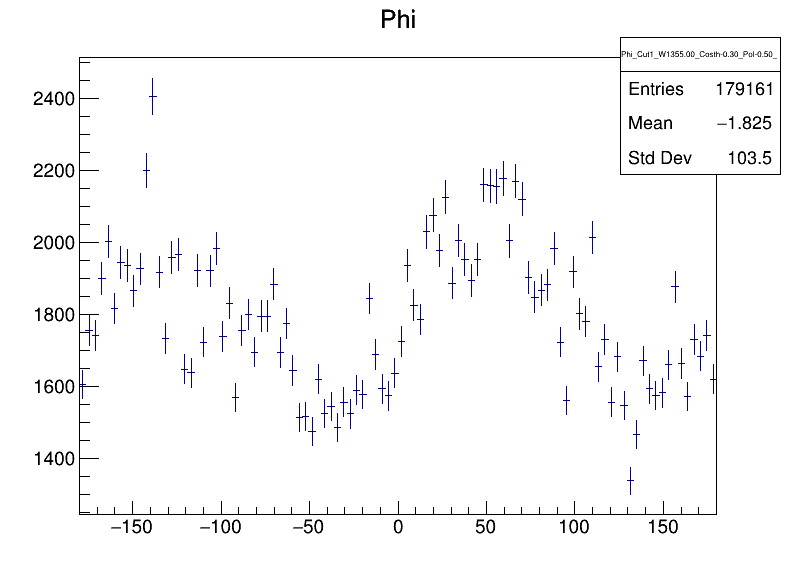 Phi
Phi_Cut1_W1355.00_Costh-0.30_Pol-0.50_
Entries 179161
Mean −1.825
Std Dev 103.5
2400
2200
2000
1800
1600
1400
−150 −100 −50 0 50 100 150